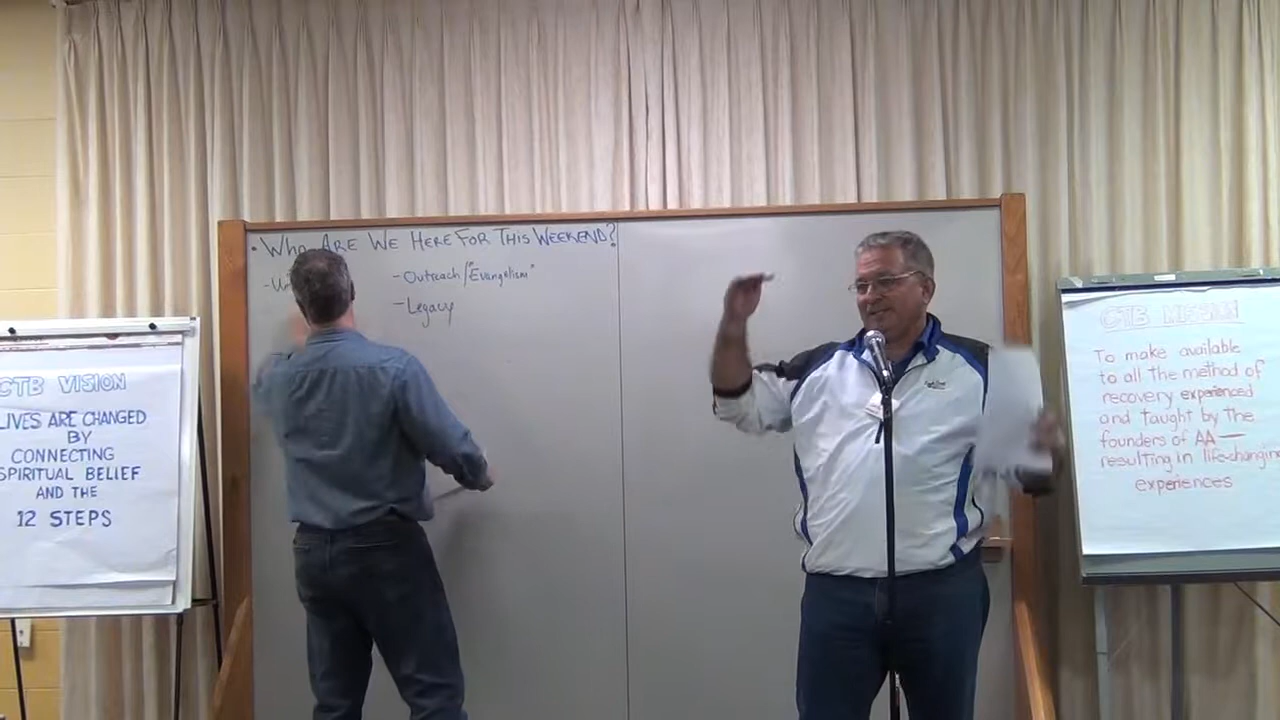 • WHO ARE WE HERE FOR THIS WEEKEND?
- Outreach/"Evangelism"
- Legacy
CTB VISION
LIVES ARE CHANGED
BY
CONNECTING
SPIRITUAL BELIEF
AND THE
12 STEPS
CTB MISSION
To make available
to all the method of
recovery experienced
and taught by the
founders of AA—
resulting in life-changing
experiences